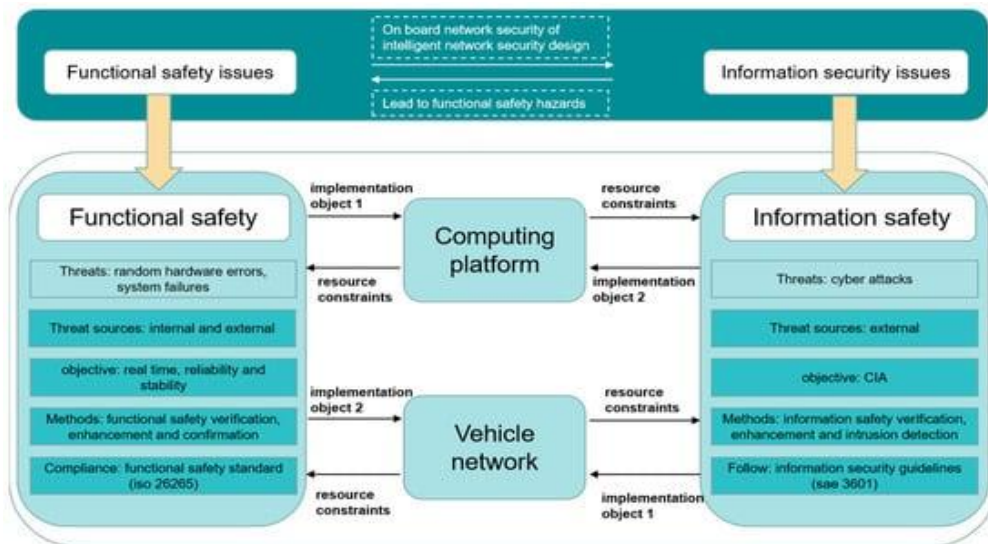 On board network security of
intelligent network security design
Functional safety issues
Information security issues
Lead to functional safety hazards
Functional safety
Threats: random hardware errors,
system failures
Threat sources: internal and external
objective: real time, reliability and
stability
Methods: functional safety verification,
enhancement and confirmation
Compliance: functional safety standard
(iso 26265)
implementation
object 1
resource
constraints
Computing
platform
resource
constraints
implementation
object 2
implementation
object 2
resource
constraints
Vehicle
network
resource
constraints
implementation
object 1
Information safety
Threats: cyber attacks
Threat sources: external
objective: CIA
Methods: information safety verification,
enhancement and intrusion detection
Follow: information security guidelines
(sae 3601)